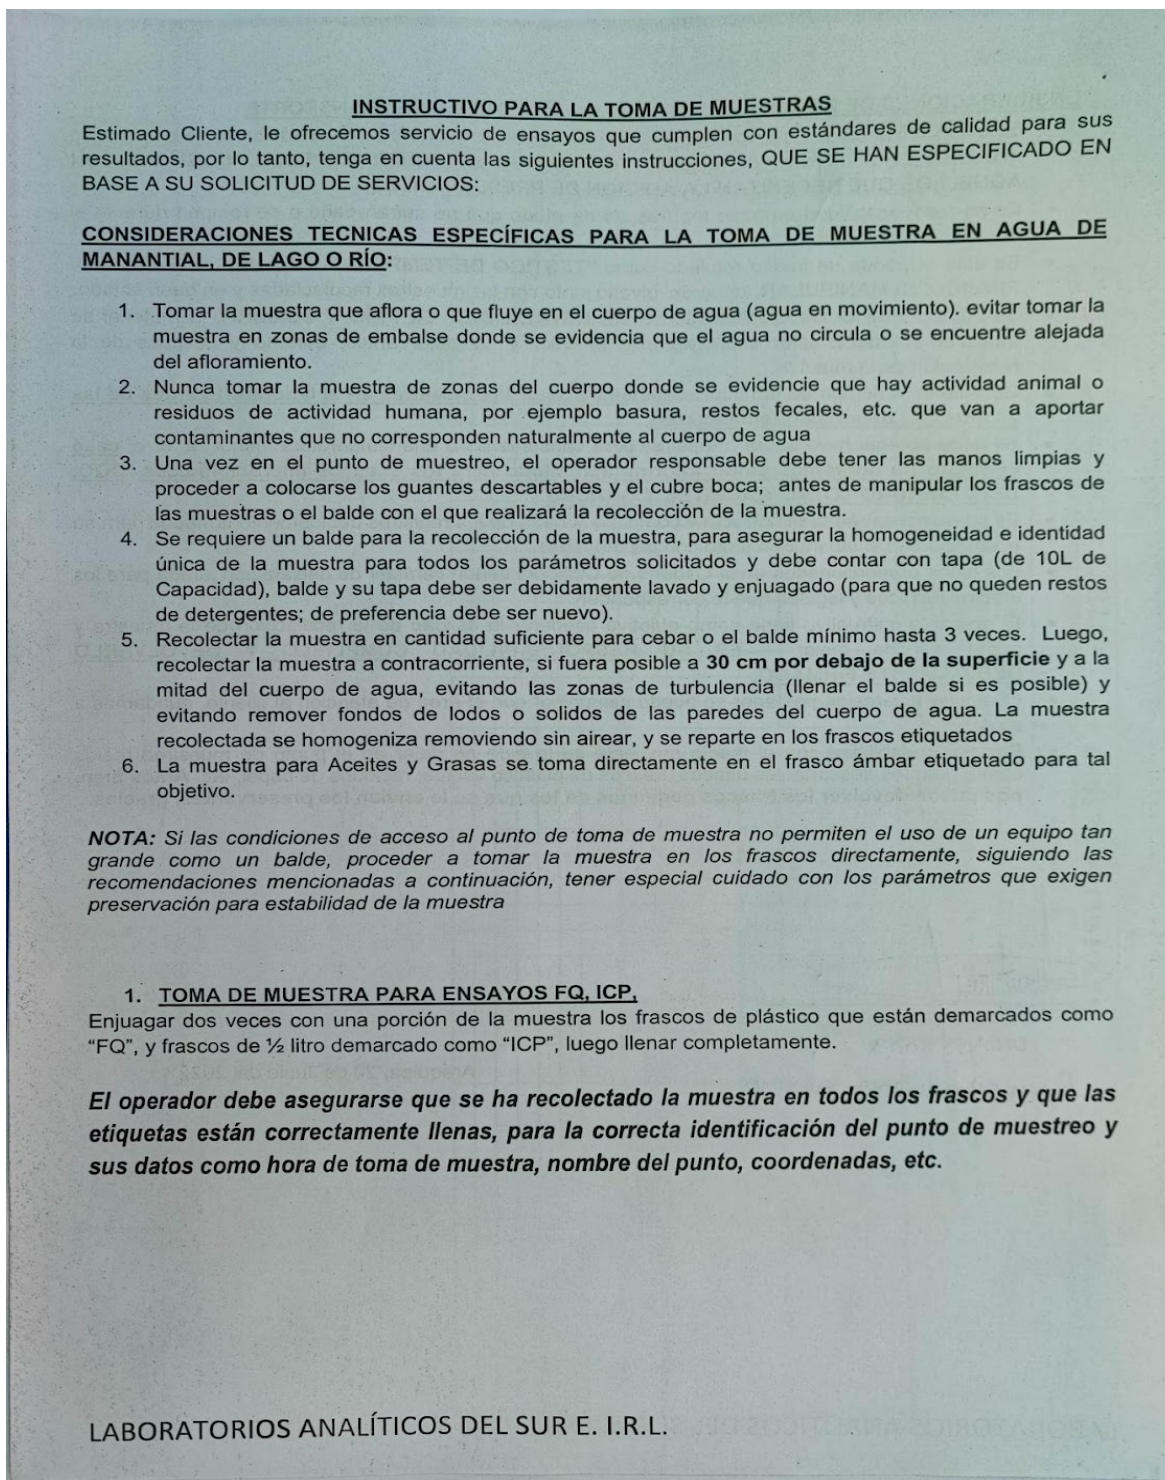 INSTRUCTIVO PARA LA TOMA DE MUESTRAS
Estimado Cliente, le ofrecemos servicio de ensayos que cumplen con estándares de calidad para sus
resultados, por lo tanto, tenga en cuenta las siguientes instrucciones, QUE SE HAN ESPECIFICADO EN
BASE A SU SOLICITUD DE SERVICIOS:
CONSIDERACIONES TECNICAS ESPECÍFICAS PARA LA TOMA DE MUESTRA EN AGUA DE
MANANTIAL, DE LAGO O RÍO:
1. Tomar la muestra que aflora o que fluye en el cuerpo de agua (agua en movimiento). evitar tomar la
muestra en zonas de embalse donde se evidencia que el agua no circula o se encuentre alejada
del afloramiento.
2. Nunca tomar la muestra de zonas del cuerpo donde se evidencie que hay actividad animal o
residuos de actividad humana, por ejemplo basura, restos fecales, etc. que van a aportar
contaminantes que no corresponden naturalmente al cuerpo de agua
3. Una vez en el punto de muestreo, el operador responsable debe tener las manos limpias y
proceder a colocarse los guantes descartables y el cubre boca; antes de manipular los frascos de
las muestras o el balde con el que realizará la recolección de la muestra.
4. Se requiere un balde para la recolección de la muestra, para asegurar la homogeneidad e identidad
única de la muestra para todos los parámetros solicitados y debe contar con tapa (de 10L de
Capacidad), balde y su tapa debe ser debidamente lavado y enjuagado (para que no queden restos
de detergentes; de preferencia debe ser nuevo).
5. Recolectar la muestra en cantidad suficiente para cebar o el balde mínimo hasta 3 veces. Luego,
recolectar la muestra a contracorriente, si fuera posible a 30 cm por debajo de la superficie y a la
mitad del cuerpo de agua, evitando las zonas de turbulencia (llenar el balde si es posible) y
evitando remover fondos de lodos o solidos de las paredes del cuerpo de agua. La muestra
recolectada se homogeniza removiendo sin airear, y se reparte en los frascos etiquetados
6. La muestra para Aceites y Grasas se toma directamente en el frasco ámbar etiquetado para tal
objetivo.
NOTA: Si las condiciones de acceso al punto de toma de muestra no permiten el uso de un equipo tan
grande como un balde, proceder a tomar la muestra en los frascos directamente, siguiendo las
recomendaciones mencionadas a continuación, tener especial cuidado con los parámetros que exigen
preservación para estabilidad de la muestra
1. TOMA DE MUESTRA PARA ENSAYOS FQ, ICP,
Enjuagar dos veces con una porción de la muestra los frascos de plástico que están demarcados como
“FQ”, y frascos de ½ litro demarcado como “ICP”, luego llenar completamente.
El operador debe asegurarse que se ha recolectado la muestra en todos los frascos y que las
etiquetas están correctamente llenas, para la correcta identificación del punto de muestreo y
sus datos como hora de toma de muestra, nombre del punto, coordenadas, etc.
LABORATORIOS ANALÍTICOS DEL SUR E. I.R.L.